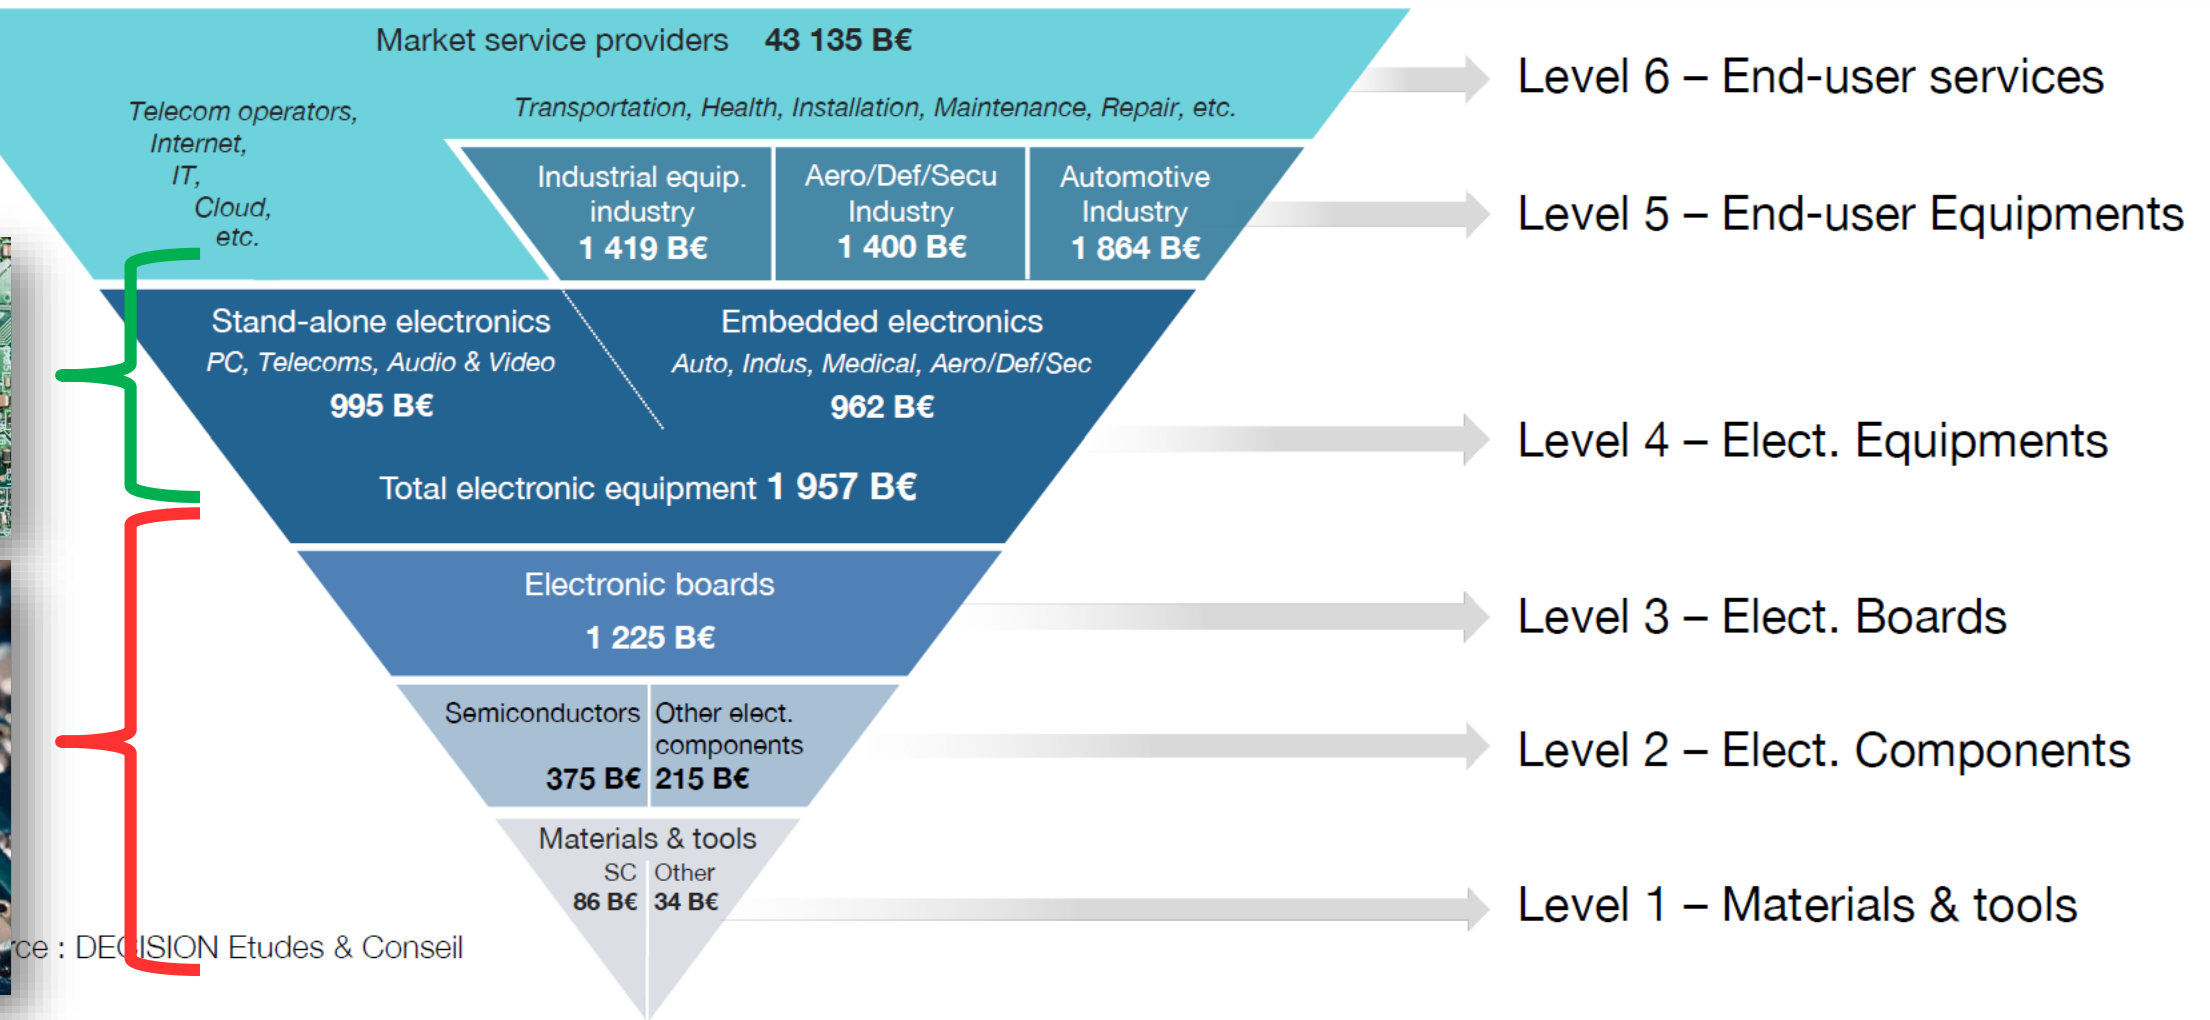 Market service providers 43 135 B€
Telecom operators,
Internet,
IT,
Cloud,
etc.
Transportation, Health, Installation, Maintenance, Repair, etc.
Level 6 – End-user services
Industrial equip.
industry
1 419 B€
Aero/Def/Secu
Industry
1 400 B€
Automotive
Industry
1 864 B€
Level 5 – End-user Equipments
Stand-alone electronics
PC, Telecoms, Audio & Video
995 B€
Embedded electronics
Auto, Indus, Medical, Aero/Def/Sec
962 B€
Total electronic equipment 1 957 B€
Level 4 – Elect. Equipments
Electronic boards
1 225 B€
Level 3 – Elect. Boards
Semiconductors
375 B€
Other elect.
components
215 B€
Level 2 – Elect. Components
Materials & tools
SC
86 B€
Other
34 B€
Level 1 – Materials & tools
rce : DECISION Etudes & Conseil